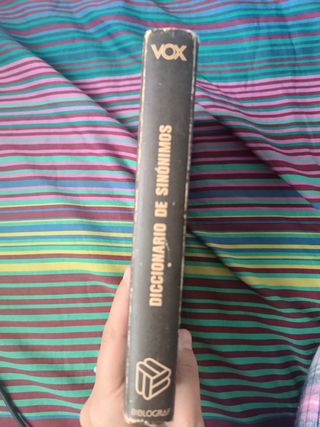 VOX
DICCIONARIO DE SINÓNIMOS
BIBLOGRAF